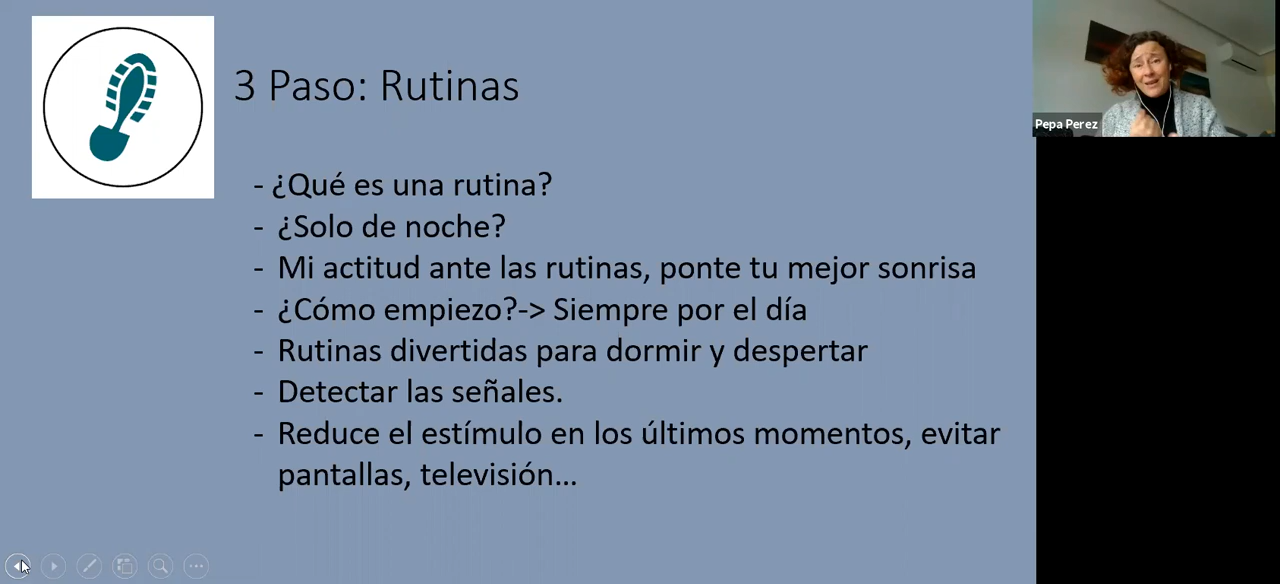 3 Paso: Rutinas
Pepa Perez
- ¿Qué es una rutina?
- ¿Solo de noche?
- Mi actitud ante las rutinas, ponte tu mejor sonrisa
- ¿Cómo empiezo?-> Siempre por el día
- Rutinas divertidas para dormir y despertar
- Detectar las señales.
- Reduce el estímulo en los últimos momentos, evitar
pantallas, televisión...